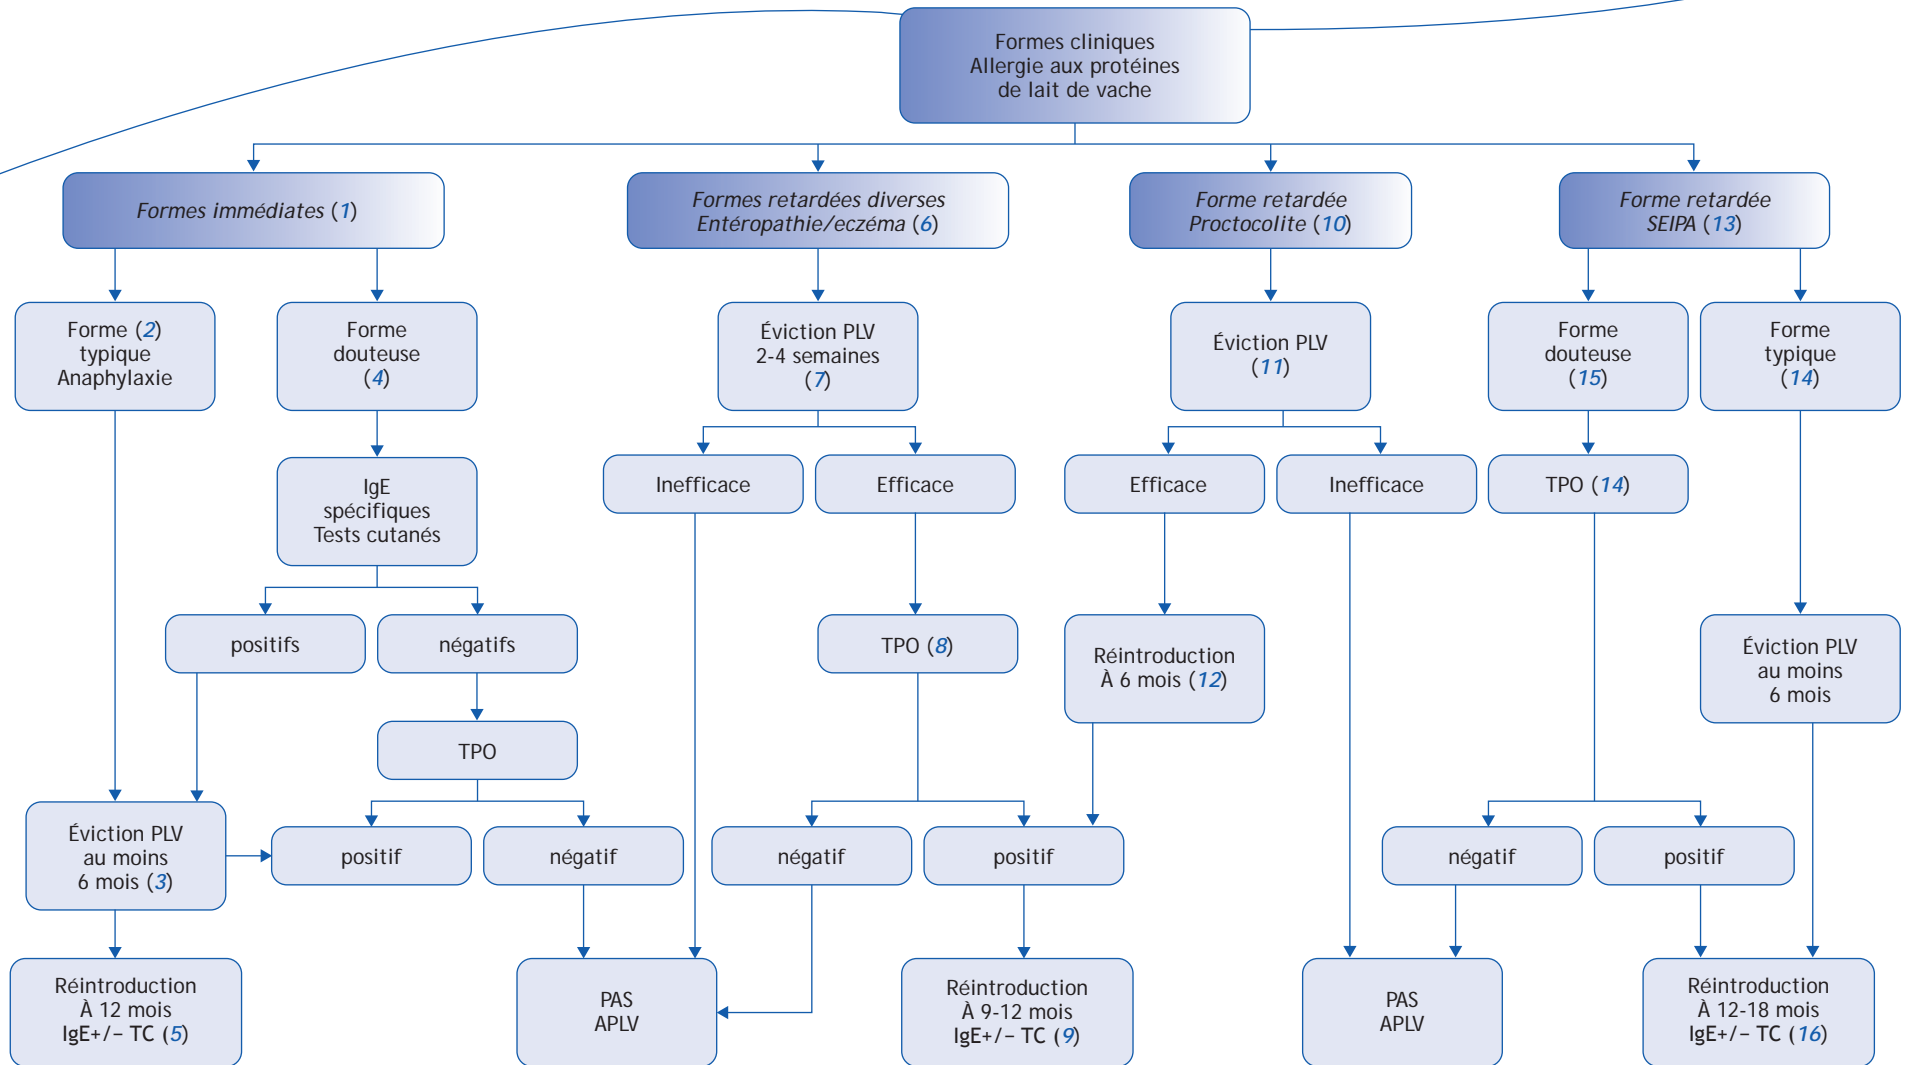 Formes cliniques
Allergie aux protéines
de lait de vache
Formes immédiates (1)
Formes retardées diverses
Entéropathie/eczéma (6)
Forme retardée
Proctocolite (10)
Forme retardée
SEIPA (13)
Forme (2)
typique
Anaphylaxie
Forme
douteuse
(4)
Éviction PLV
2-4 semaines
(7)
Éviction PLV
(11)
Forme
douteuse
(15)
Forme
typique
(14)
IgE
spécifiques
Tests cutanés
Inefficace
Efficace
Efficace
Inefficace
TPO (14)
positifs
négatifs
TPO (8)
Réintroduction
À 6 mois (12)
Éviction PLV
au moins
6 mois
TPO
Éviction PLV
au moins
6 mois (3)
positif
négatif
négatif
positif
négatif
positif
Réintroduction
À 12 mois
IgE+/− TC (5)
PAS
APLV
Réintroduction
À 9-12 mois
IgE+/− TC (9)
PAS
APLV
Réintroduction
À 12-18 mois
IgE+/− TC (16)